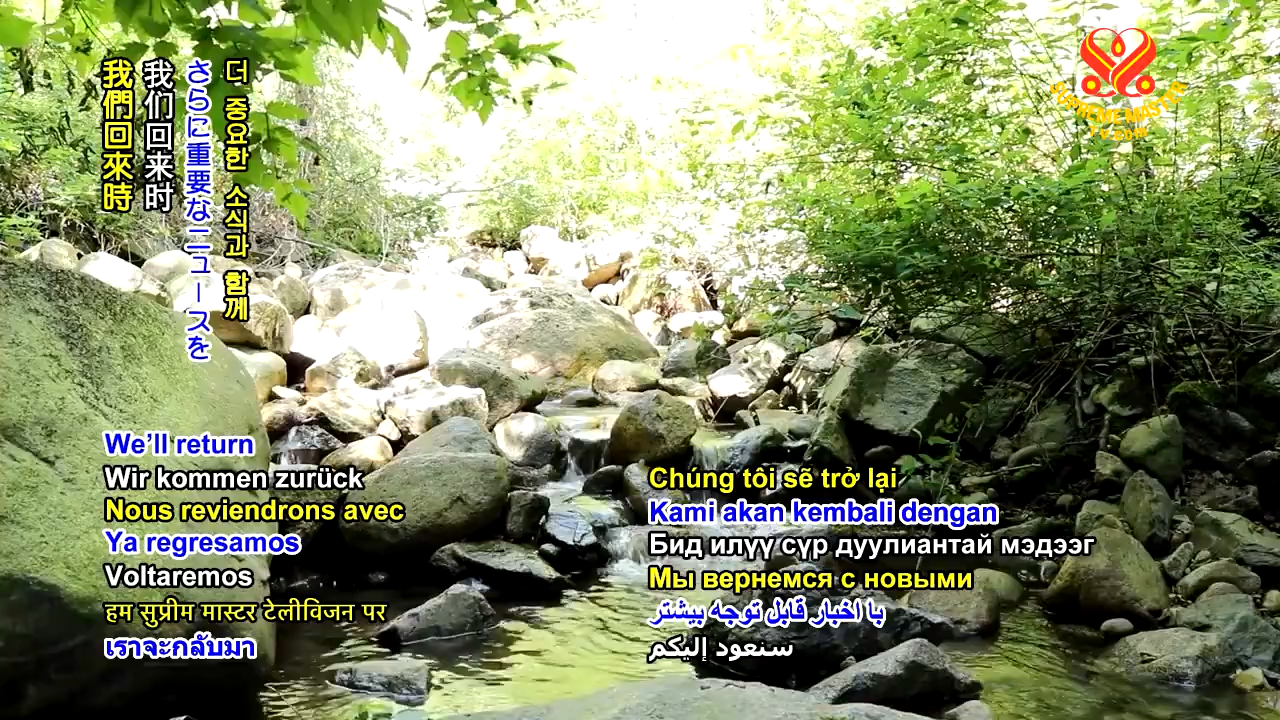 我們回來時
我们回来时
さらに重要なニュースを
더 중요한 소식과 함께
SUPREMEMASTER
TV.COM
We’ll return
Wir kommen zurück
Nous reviendrons avec
Ya regresamos
Voltaremos
हम सुप्रीम मास्टर टेलीविजन पर
เราจะกลับมา
Chúng tôi sẽ trở lại
Kami akan kembali dengan
Бид илүү сүр дуулиантай мэдээг
Мы вернемся с новыми
با اخبار قابل توجه بیشتر
سنعود إليكم